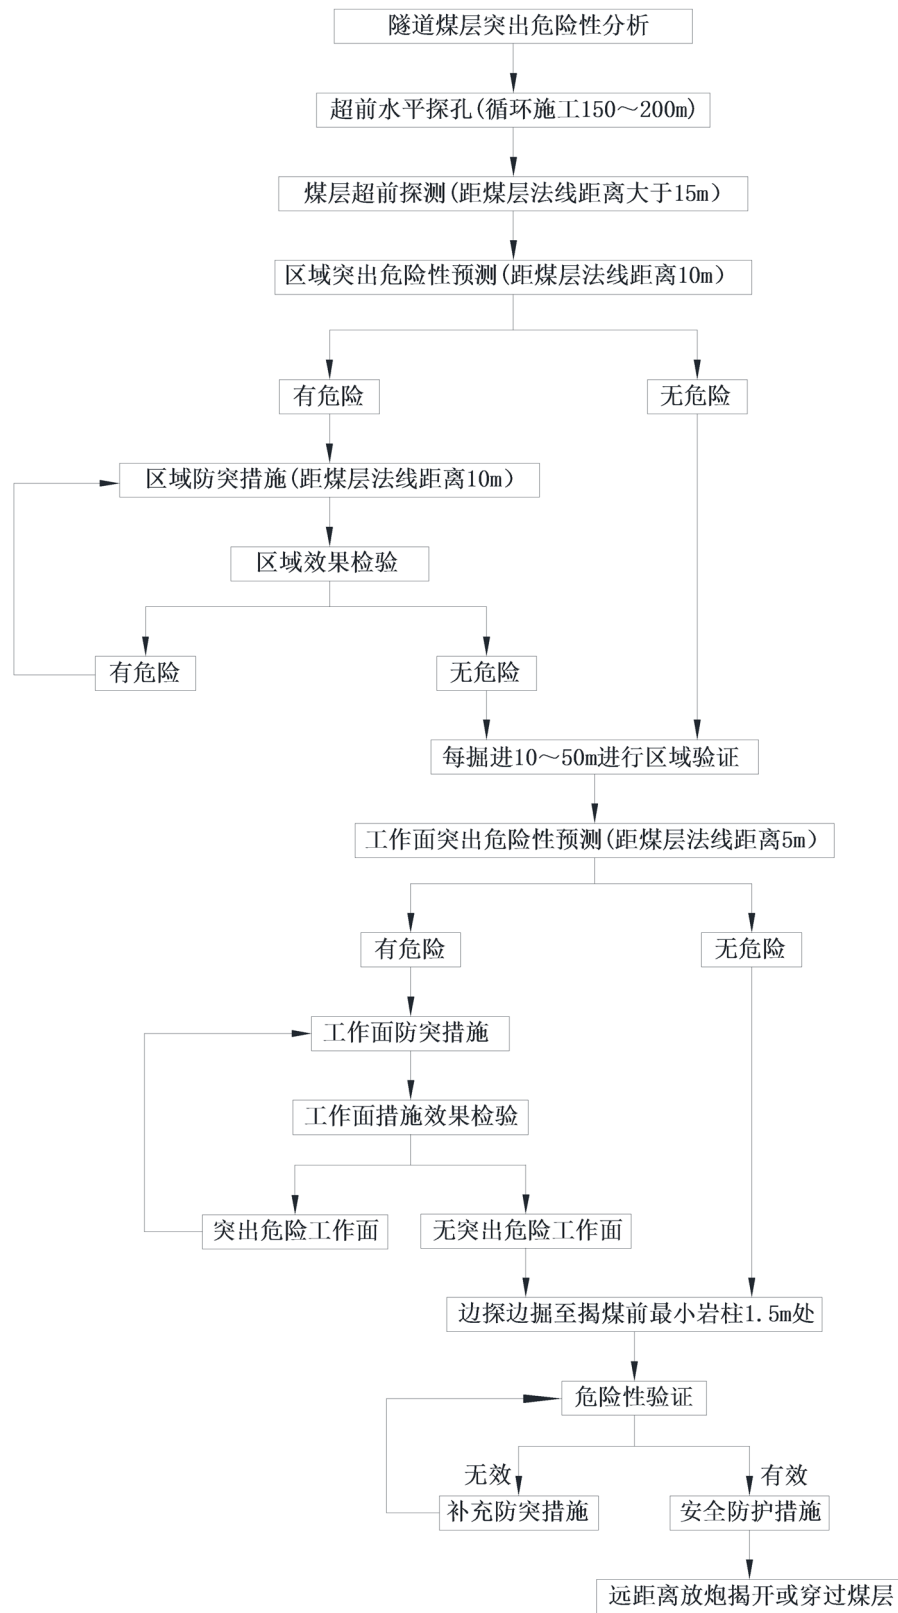 隧道煤层突出危险性分析
超前水平探孔(循环施工150～200m)
煤层超前探测(距煤层法线距离大于15m)
区域突出危险性预测(距煤层法线距离10m)
有危险
无危险
区域防突措施(距煤层法线距离10m)
区域效果检验
有危险
无危险
每掘进10～50m进行区域验证
工作面突出危险性预测(距煤层法线距离5m)
有危险
无危险
工作面防突措施
工作面措施效果检验
突出危险工作面
无突出危险工作面
边探边掘至揭煤前最小岩柱1.5m处
危险性验证
无效
有效
补充防突措施
安全防护措施
远距离放炮揭开或穿过煤层